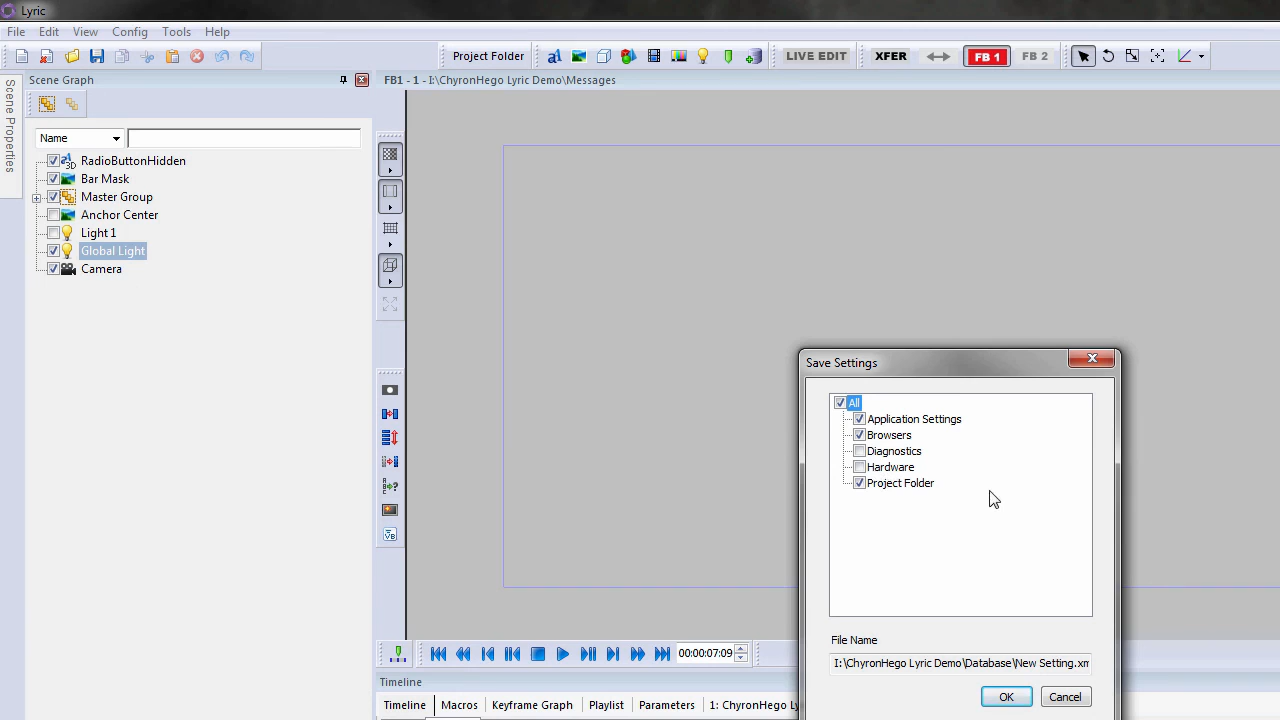 Lyric
File Edit View Config Tools Help
Project Folder LIVE EDIT XFER FB 1 FB 2
Scene Graph
FB1 - 1 - I:\ChyronHego Lyric Demo\Messages
Scene Properties
Name
RadioButtonHidden
Bar Mask
Master Group
Anchor Center
Light 1
Global Light
Camera
Save Settings
All
Application Settings
Browsers
Diagnostics
Hardware
Project Folder
File Name
I:\ChyronHego Lyric Demo\Database\New Setting.xm
OK Cancel
00:00:07:09
Timeline
Timeline Macros Keyframe Graph Playlist Parameters 1: ChyronHego Ly